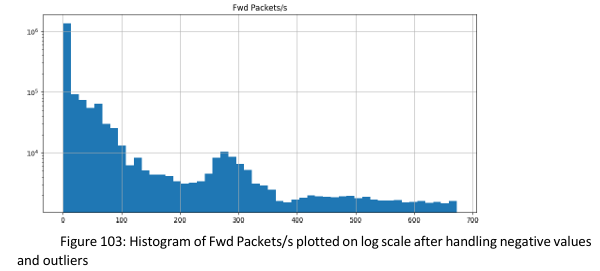 Fwd Packets/s
10⁶
10⁵
10⁴
0 100 200 300 400 500 600 700
Figure 103: Histogram of Fwd Packets/s plotted on log scale after handling negative values
and outliers